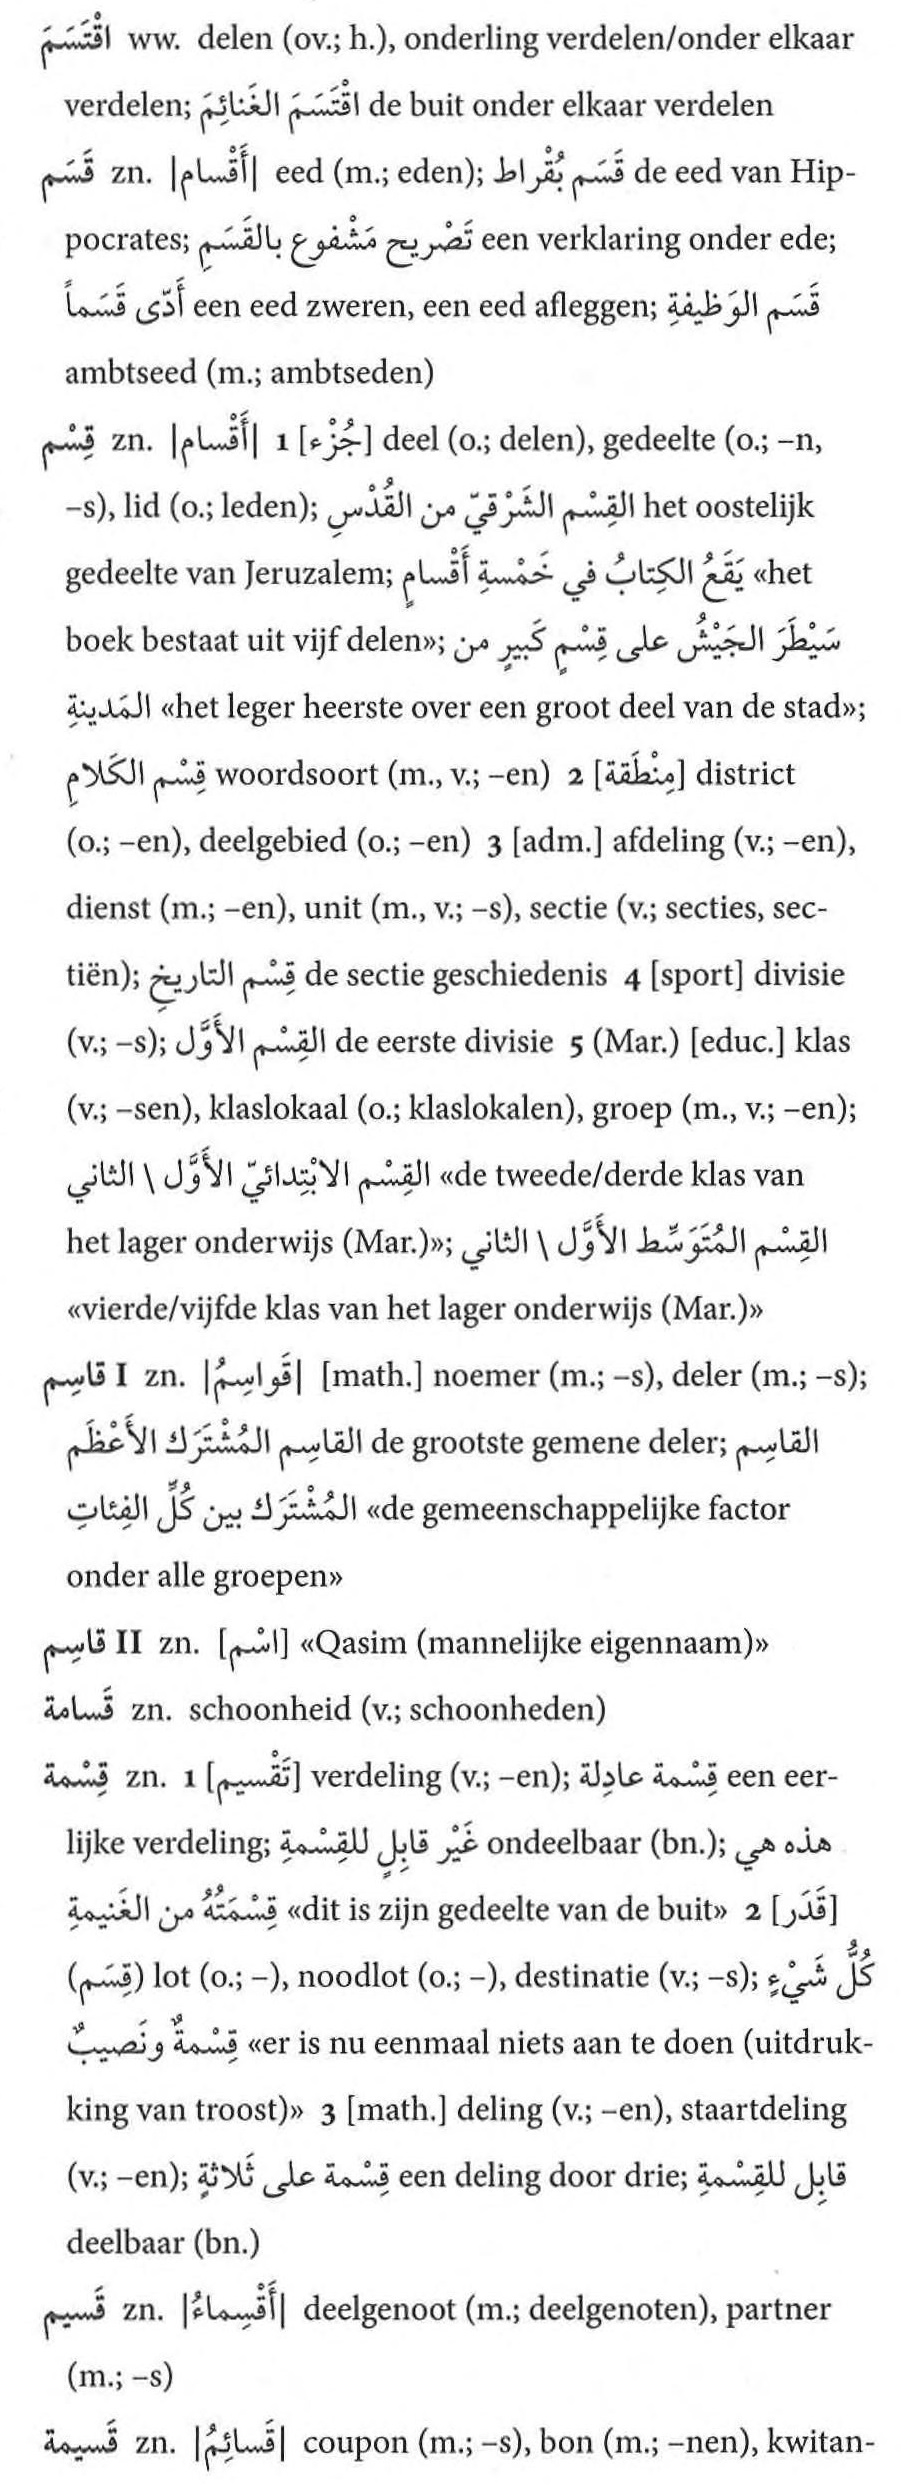 اقْتَسَمَ ww. delen (ov.; h.), onderling verdelen/onder elkaar
verdelen; اقْتَسَمَ الغَنائِمَ de buit onder elkaar verdelen
قَسَم zn. |أَقْسام| eed (m.; eden); قَسَم بُقْراط de eed van Hip-
pocrates; تَصْريح مَشْفوع بالقَسَمِ een verklaring onder ede;
أَدّى قَسَماً een eed zweren, een eed afleggen; قَسَم الوَظيفةِ
ambtseed (m.; ambtseden)
قِسْم zn. |أَقْسام| 1 [جُزْء] deel (o.; delen), gedeelte (o.; –n,
–s), lid (o.; leden); القِسْم الشَرْقيّ من القُدْسِ het oostelijk
gedeelte van Jeruzalem; يَقَعُ الكِتابُ في خَمْسةِ أَقْسامٍ «het
boek bestaat uit vijf delen»; سَيْطَرَ الجَيْشُ على قِسْمٍ كَبيرٍ من
المَدينةِ «het leger heerste over een groot deel van de stad»;
قِسْم الكَلامِ woordsoort (m., v.; –en) 2 [مِنْطَقة] district
(o.; –en), deelgebied (o.; –en) 3 [adm.] afdeling (v.; –en),
dienst (m.; –en), unit (m., v.; –s), sectie (v.; secties, sec-
tiën); قِسْم التاريخِ de sectie geschiedenis 4 [sport] divisie
(v.; –s); القِسْم الأَوَّل de eerste divisie 5 (Mar.) [educ.] klas
(v.; –sen), klaslokaal (o.; klaslokalen), groep (m., v.; –en);
القِسْم الابْتِدائيّ الأَوَّل \ الثاني «de tweede/derde klas van
het lager onderwijs (Mar.)»; القِسْم المُتَوَسِّط الأَوَّل \ الثاني
«vierde/vijfde klas van het lager onderwijs (Mar.)»
قاسِم I zn. |قَواسِمُ| [math.] noemer (m.; –s), deler (m.; –s);
القاسِم المُشْتَرَك الأَعْظَم de grootste gemene deler; القاسِم
المُشْتَرَك بين كُلِّ الفِئاتِ «de gemeenschappelijke factor
onder alle groepen»
قاسِم II zn. [اسْم] «Qasim (mannelijke eigennaam)»
قَسامة zn. schoonheid (v.; schoonheden)
قِسْمة zn. 1 [تَقْسيم] verdeling (v.; –en); قِسْمة عادِلة een eer-
lijke verdeling; غَيْر قابِلٍ للقِسْمةِ ondeelbaar (bn.); هذه هي
قِسْمَتُهُ من الغَنيمةِ «dit is zijn gedeelte van de buit» 2 [قَدَر]
(قِسَم) lot (o.; –), noodlot (o.; –), destinatie (v.; –s); كُلُّ شَيْءٍ
قِسْمةٌ ونَصيبٌ «er is nu eenmaal niets aan te doen (uitdruk-
king van troost)» 3 [math.] deling (v.; –en), staartdeling
(v.; –en); قِسْمة على ثَلاثةٍ een deling door drie; قابِل للقِسْمةِ
deelbaar (bn.)
قَسيم zn. |أَقْسِماءُ| deelgenoot (m.; deelgenoten), partner
(m.; –s)
قَسيمة zn. |قَسائِمُ| coupon (m.; –s), bon (m.; –nen), kwitan-